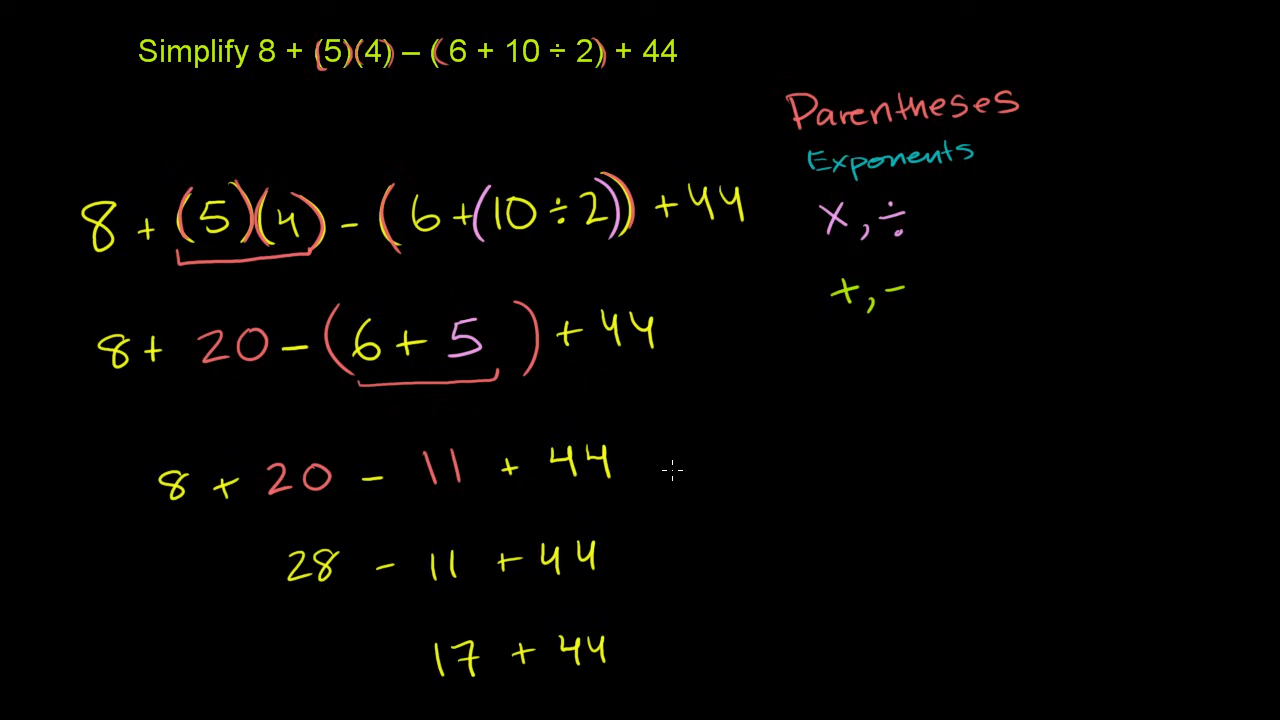 Simplify 8 + (5)(4) – (6 + 10 ÷ 2) + 44
Parentheses
Exponents
×, ÷
+, -
8 + (5)(4) - (6 + (10 ÷ 2)) + 44
8 + 20 - (6 + 5) + 44
8 + 20 - 11 + 44
28 - 11 + 44
17 + 44